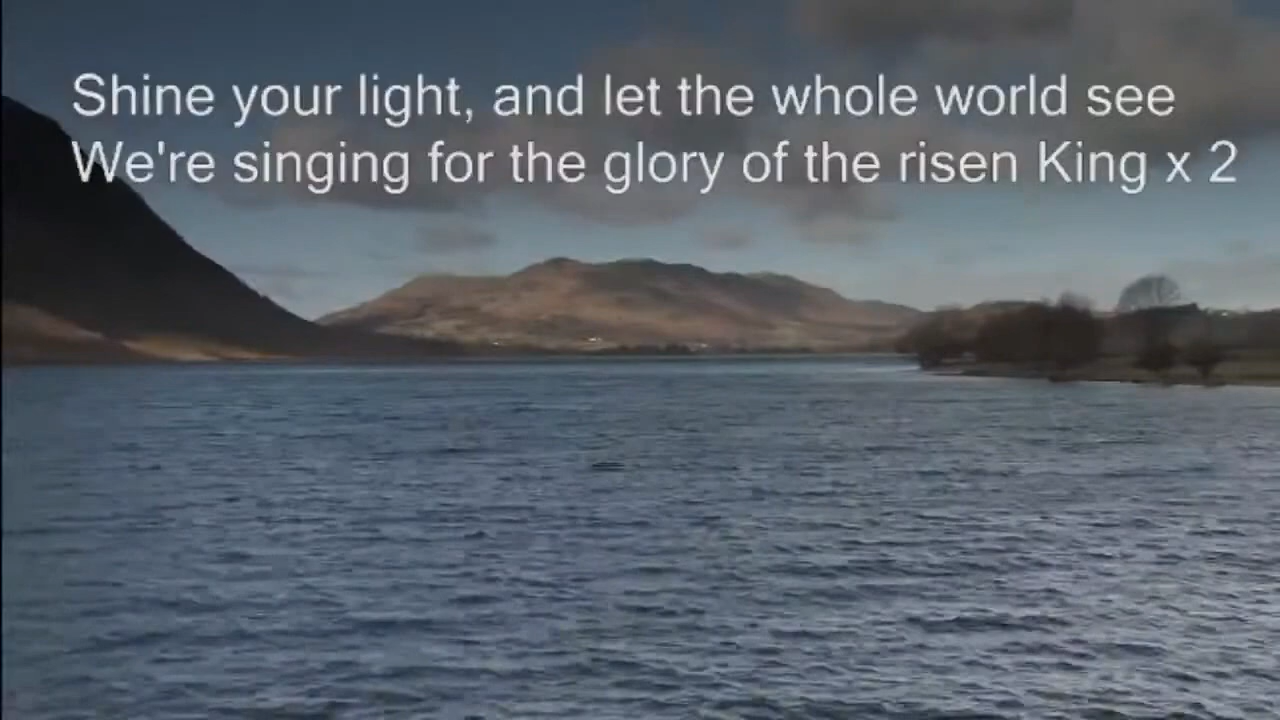 Shine your light, and let the whole world see
We're singing for the glory of the risen King x 2